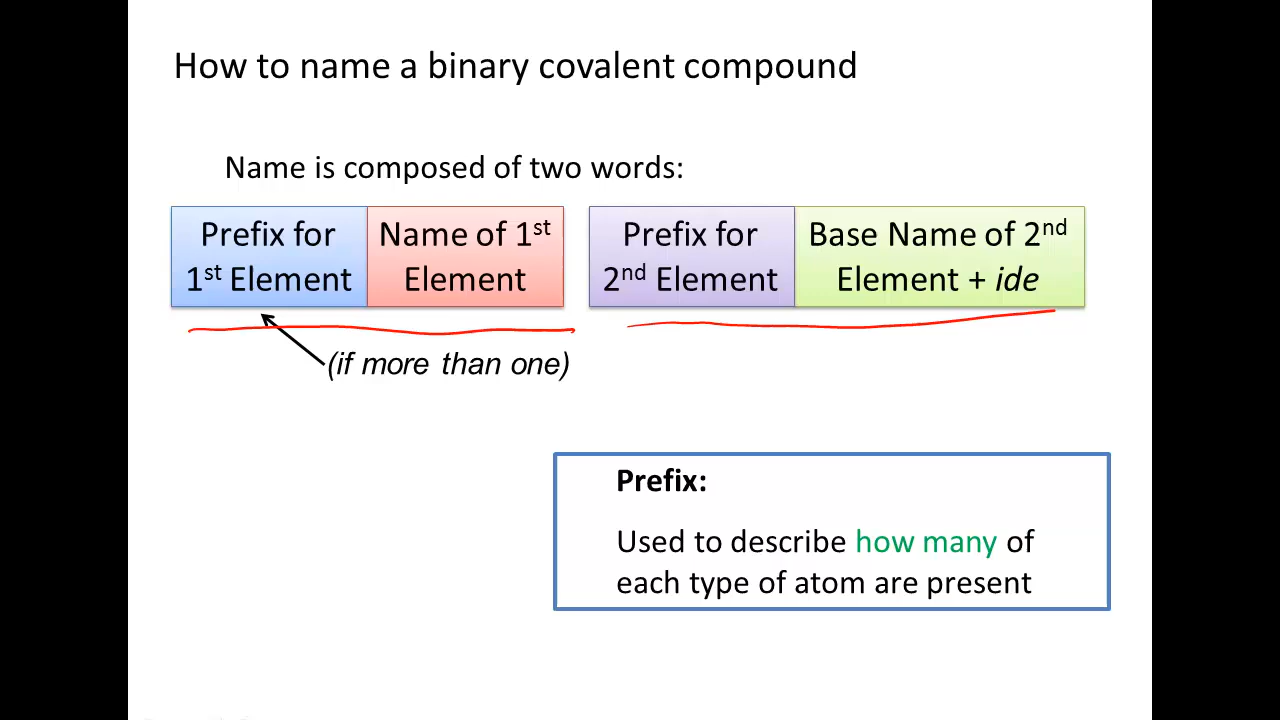 How to name a binary covalent compound
Name is composed of two words:
Prefix for
1st Element
Name of 1st
Element
Prefix for
2nd Element
Base Name of 2nd
Element + ide
(if more than one)
Prefix:
Used to describe how many of
each type of atom are present